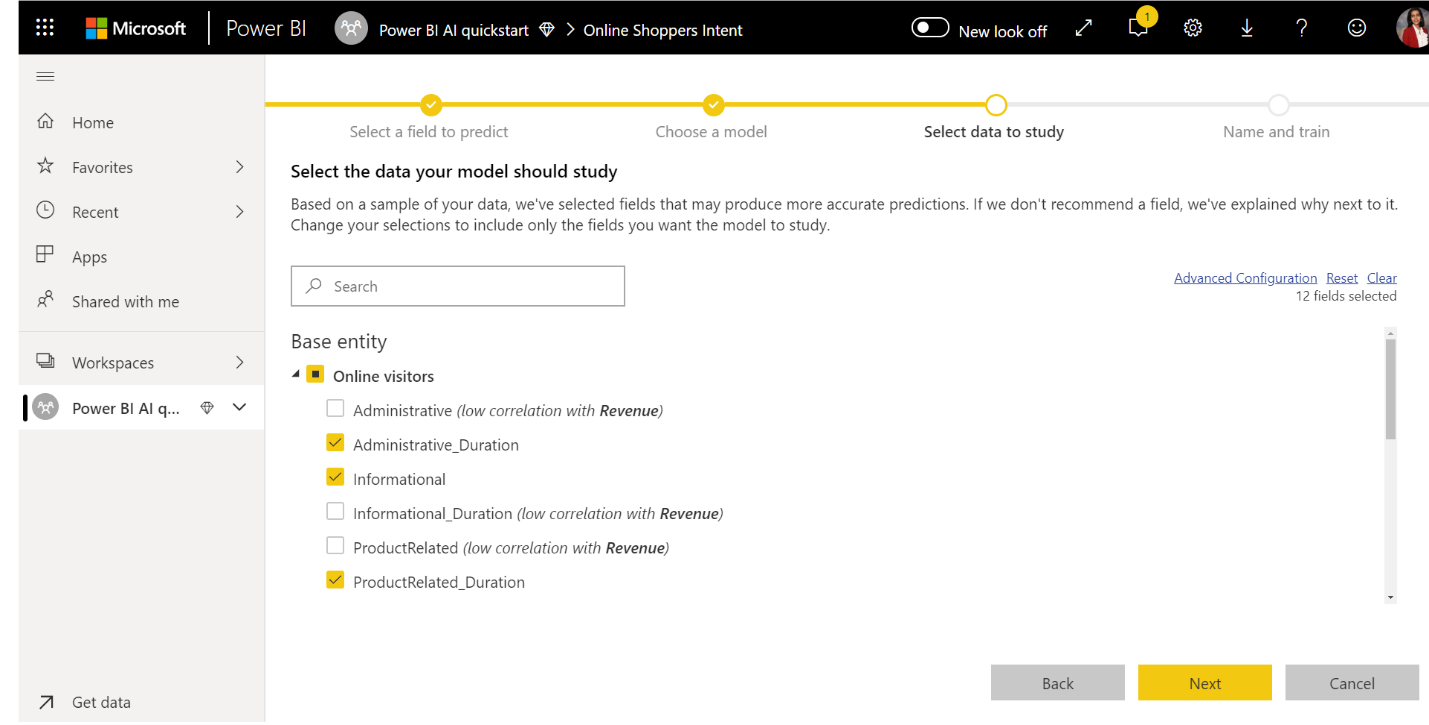 Microsoft Power BI Power BI AI quickstart > Online Shoppers Intent New look off 1 ?
Home
Favorites
Recent
Apps
Shared with me
Workspaces
Power BI AI q...
Get data
Select a field to predict Choose a model Select data to study Name and train
Select the data your model should study
Based on a sample of your data, we've selected fields that may produce more accurate predictions. If we don't recommend a field, we've explained why next to it.
Change your selections to include only the fields you want the model to study.
Search
Advanced Configuration Reset Clear
12 fields selected
Base entity
Online visitors
Administrative (low correlation with Revenue)
Administrative_Duration
Informational
Informational_Duration (low correlation with Revenue)
ProductRelated (low correlation with Revenue)
ProductRelated_Duration
Back Next Cancel